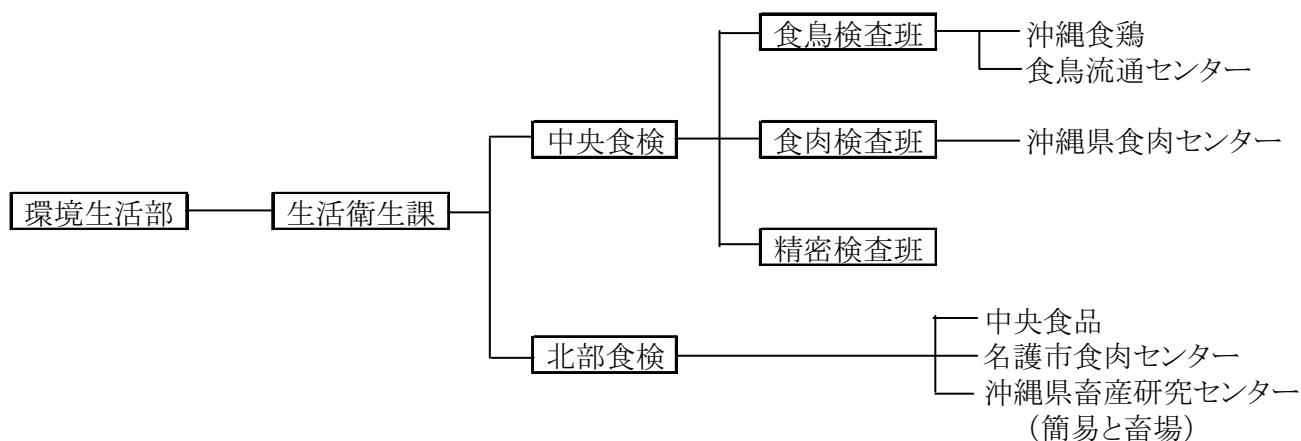 食鳥検査班
沖縄食鶏
食鳥流通センター
中央食検
食肉検査班
沖縄県食肉センター
環境生活部
生活衛生課
精密検査班
中央食品
北部食検
名護市食肉センター
沖縄県畜産研究センター
（簡易と畜場）